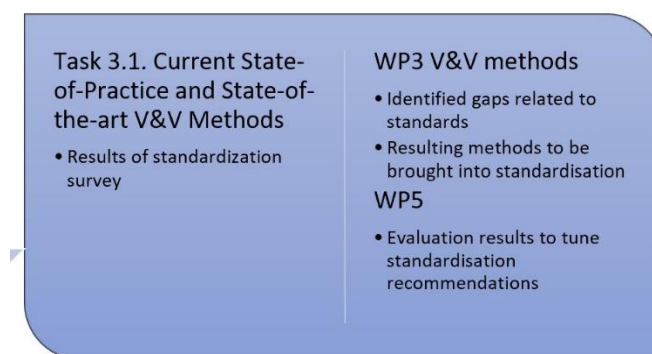 Task 3.1. Current State-
of-Practice and State-of-
the-art V&V Methods
• Results of standardization
survey
WP3 V&V methods
• Identified gaps related to
standards
• Resulting methods to be
brought into standardisation
WP5
• Evaluation results to tune
standardisation
recommendations